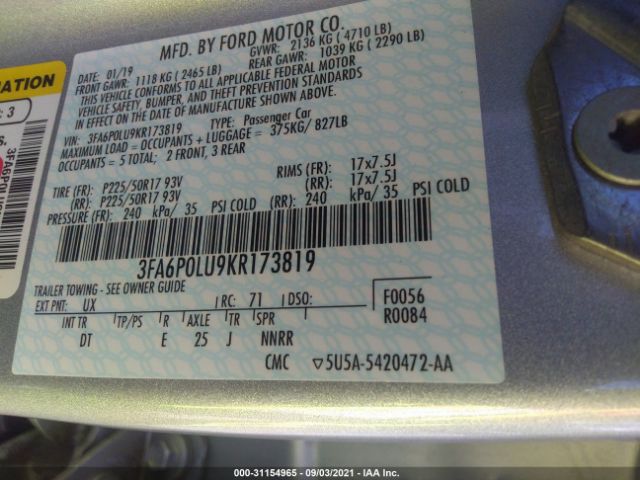 MFD. BY FORD MOTOR CO.
DATE: 01/19
GVWR: 2136 KG ( 4710 LB)
FRONT GAWR: 1118 KG ( 2465 LB)
REAR GAWR: 1039 KG ( 2290 LB)
THIS VEHICLE CONFORMS TO ALL APPLICABLE FEDERAL MOTOR
VEHICLE SAFETY, BUMPER, AND THEFT PREVENTION STANDARDS
IN EFFECT ON THE DATE OF MANUFACTURE SHOWN ABOVE.
VIN: 3FA6P0LU9KR173819 TYPE: Passenger Car
MAXIMUM LOAD = OCCUPANTS + LUGGAGE = 375KG/ 827LB
OCCUPANTS = 5 TOTAL; 2 FRONT, 3 REAR
TIRE (FR): P225/50R17 93V RIMS (FR): 17x7.5J
(RR): P225/50R17 93V (RR): 17x7.5J
PRESSURE (FR): 240 kPa/ 35 PSI COLD (RR): 240 kPa/ 35 PSI COLD
3FA6P0LU9KR173819
TRAILER TOWING - SEE OWNER GUIDE
EXT PNT: UX RC: 71 DSO: F0056
INT TR TP/PS R AXLE TR SPR R0084
DT E 25 J NNRR
CMC 5U5A-5420472-AA
MATION
: 3
S.
000-31154965 - 09/03/2021 - IAA Inc.